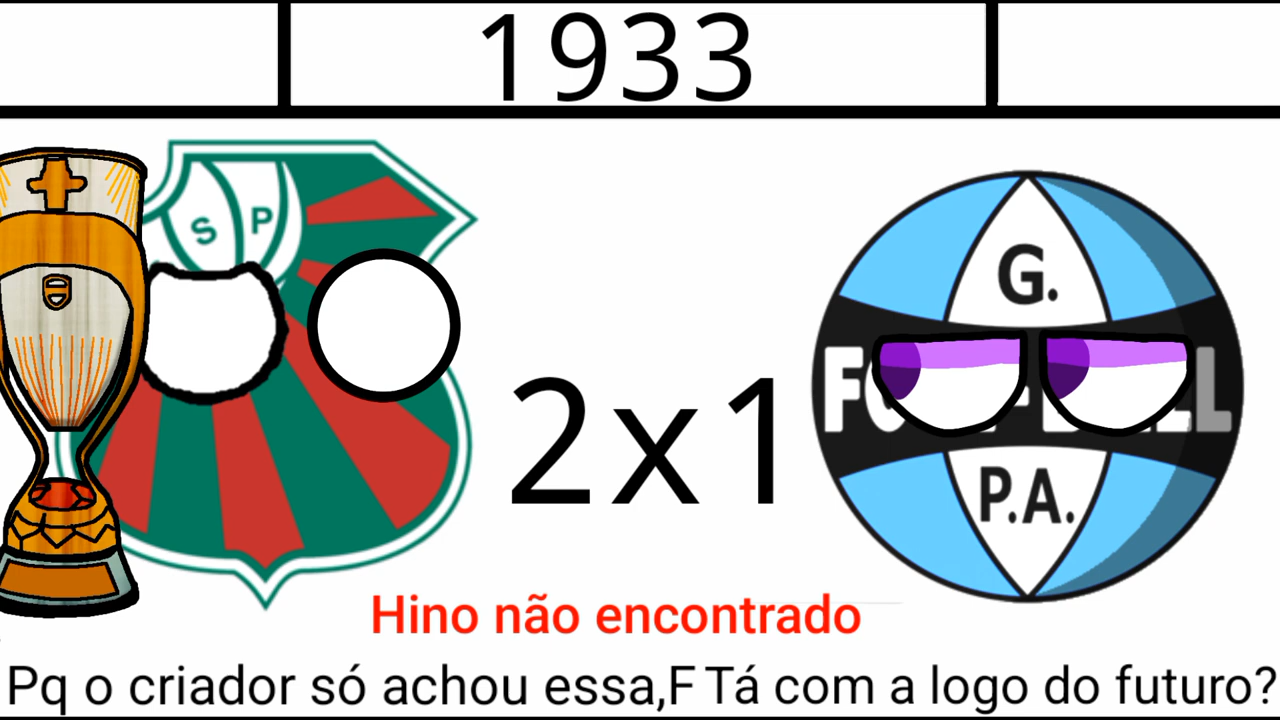 1933
S P
G.
P.A.
2x1
Hino não encontrado
Pq o criador só achou essa,F Tá com a logo do futuro?